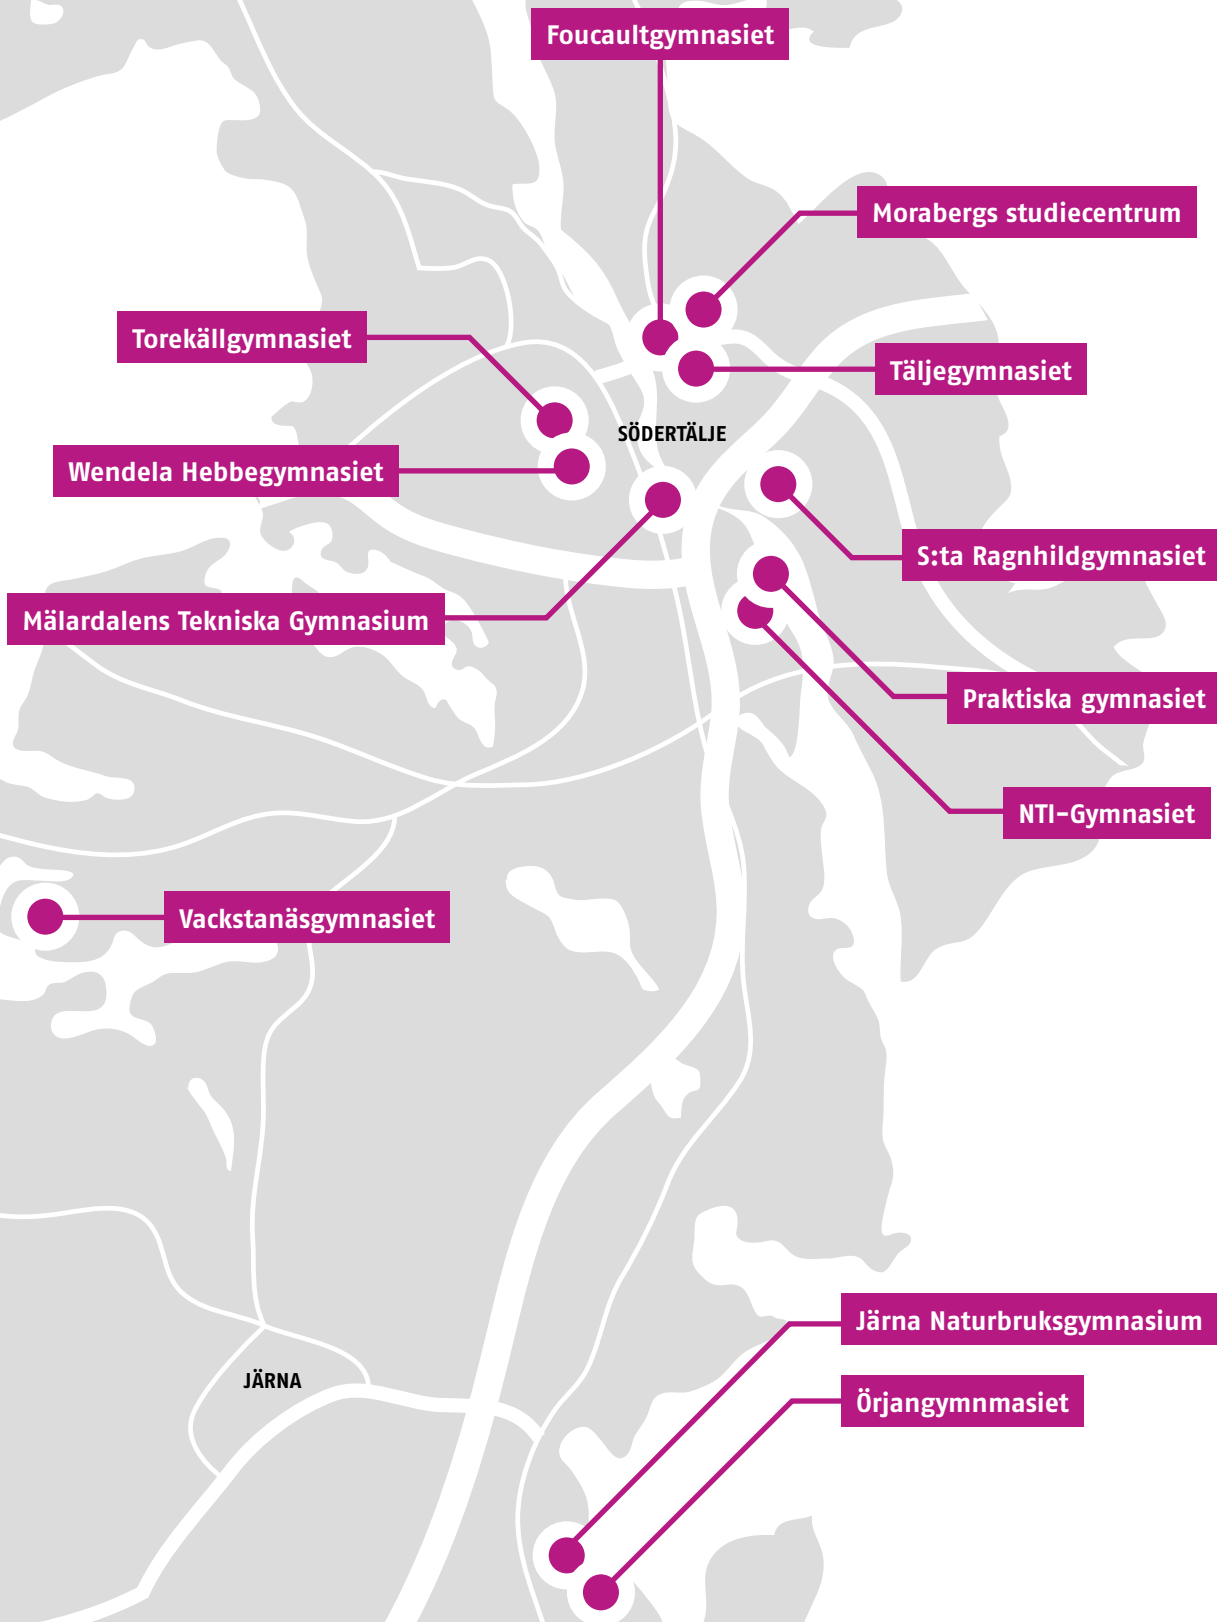 Foucaultgymnasiet
Morabergs studiecentrum
Torekällgymnasiet
Täljegymnasiet
SÖDERTÄLJE
Wendela Hebbegymnasiet
S:ta Ragnhildgymnasiet
Mälardalens Tekniska Gymnasium
Praktiska gymnasiet
NTI-Gymnasiet
Vackstanäsgymnasiet
Järna Naturbruksgymnasium
JÄRNA
Örjangymnmasiet